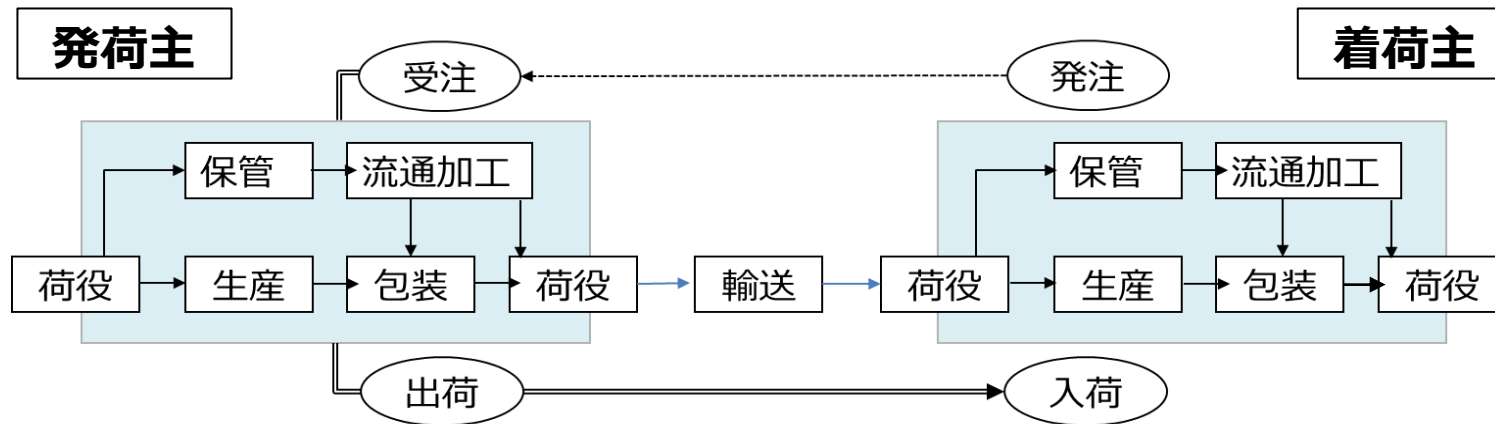 発荷主
着荷主
受注
発注
保管
流通加工
保管
流通加工
荷役
生産
包装
荷役
輸送
荷役
生産
包装
荷役
出荷
入荷